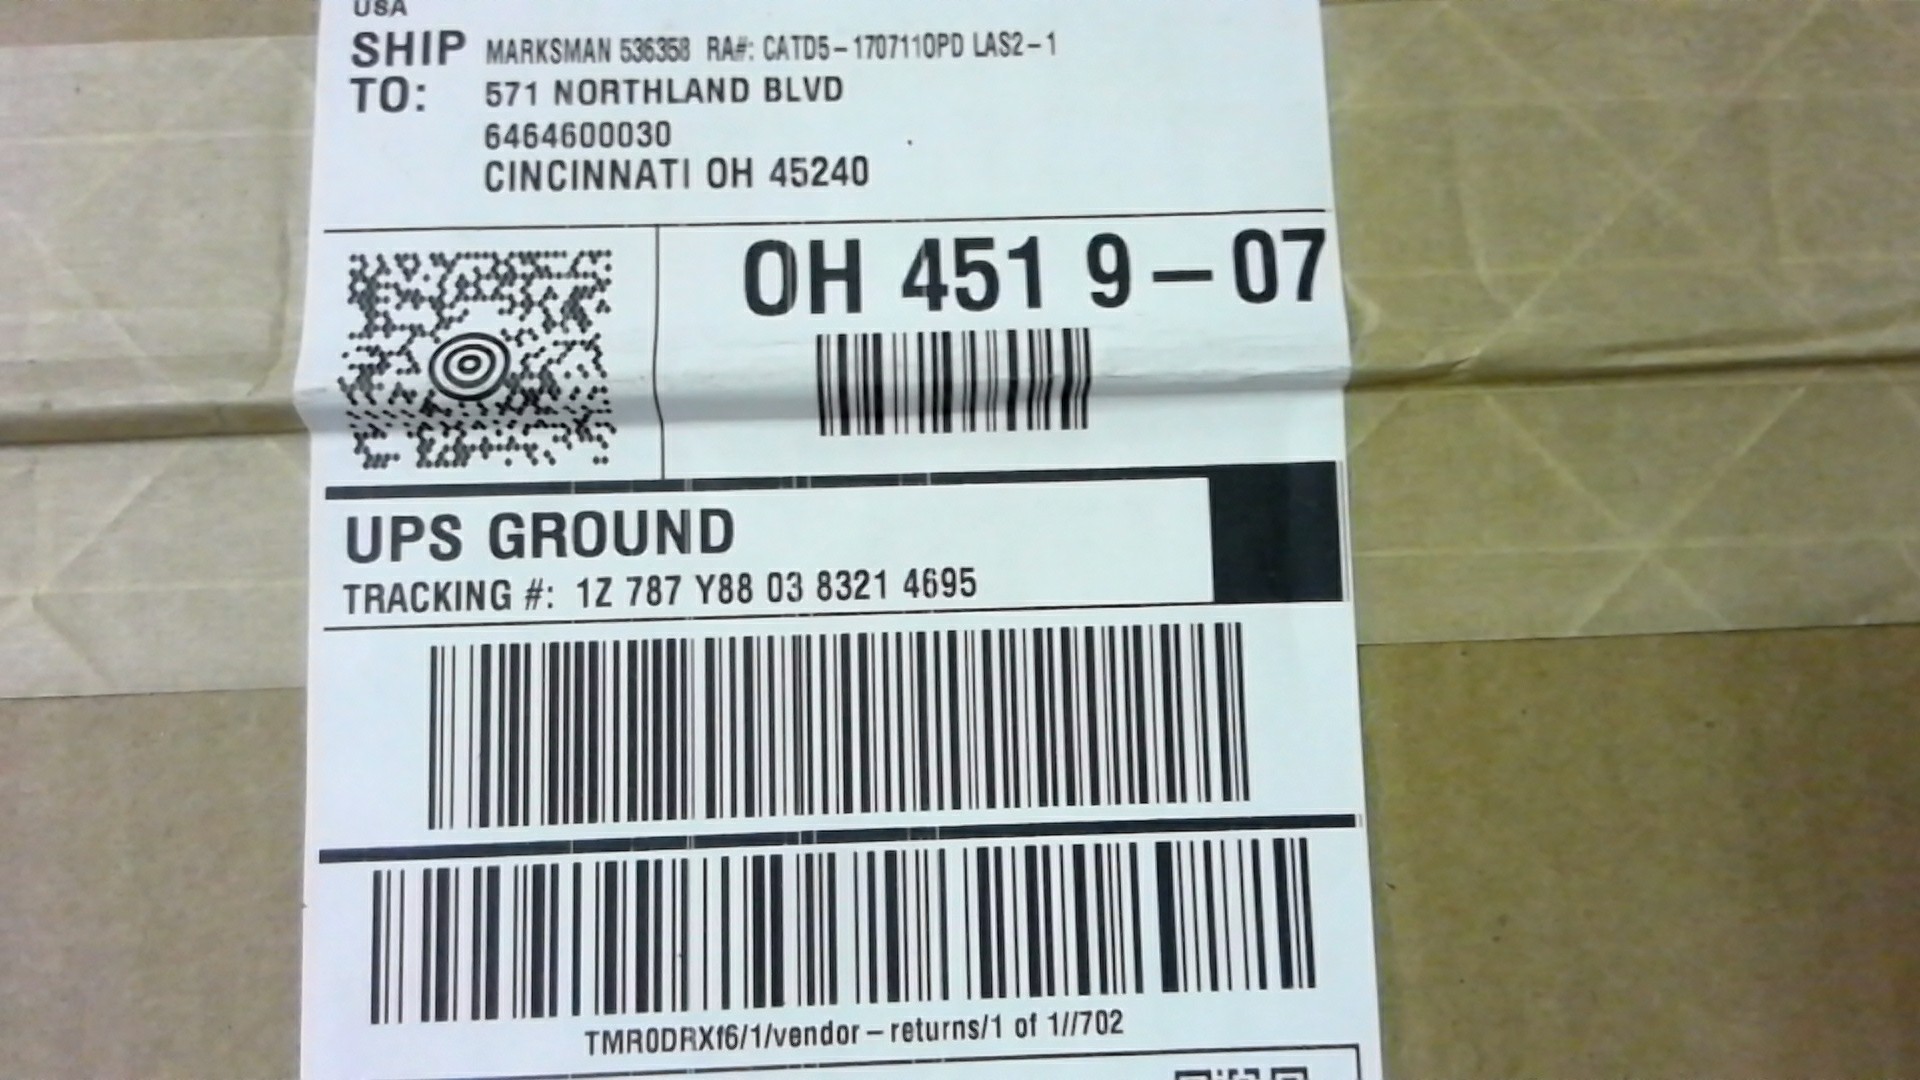 USA
SHIP TO: MARKSMAN 536358 RA#: CATD5-170711OPD LAS2-1
571 NORTHLAND BLVD
6464600030
CINCINNATI OH 45240
OH 451 9-07
UPS GROUND
TRACKING #: 1Z 787 Y88 03 8321 4695
TMR0DRXf6/1/vendor-returns/1 of 1//702